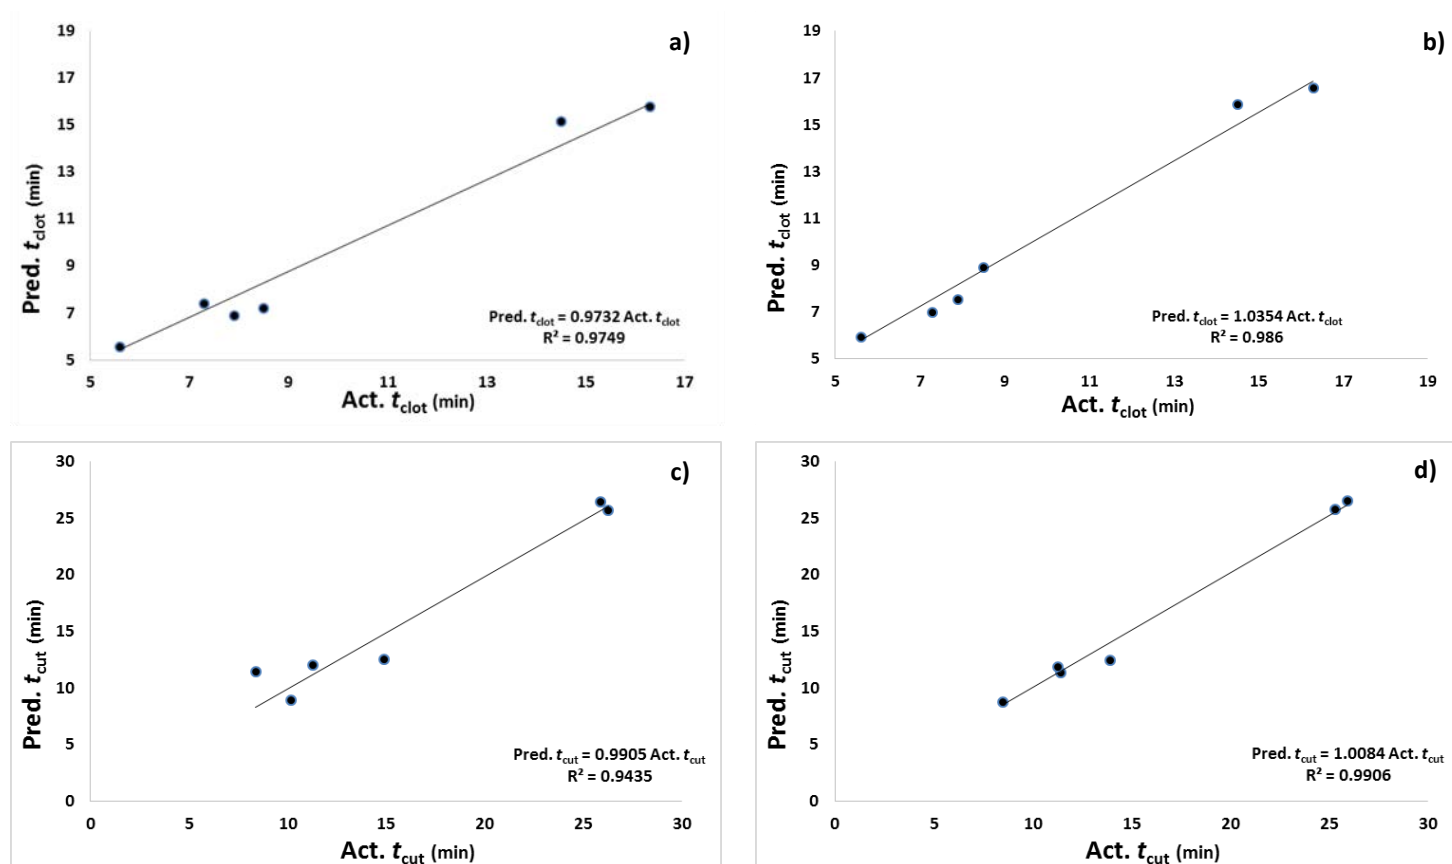 a)
19
17
15
13
11
9
7
5
Pred. tclot (min)
Pred. tclot = 0.9732 Act. tclot
R² = 0.9749
5 7 9 11 13 15 17
Act. tclot (min)
b)
19
17
15
13
11
9
7
5
Pred. tclot (min)
Pred. tclot = 1.0354 Act. tclot
R² = 0.986
5 7 9 11 13 15 17 19
Act. tclot (min)
c)
30
25
20
15
10
5
0
Pred. tcut (min)
Pred. tcut = 0.9905 Act. tcut
R² = 0.9435
0 5 10 15 20 25 30
Act. tcut (min)
d)
30
25
20
15
10
5
0
Pred. tcut (min)
Pred. tcut = 1.0084 Act. tcut
R² = 0.9906
0 5 10 15 20 25 30
Act. tcut (min)